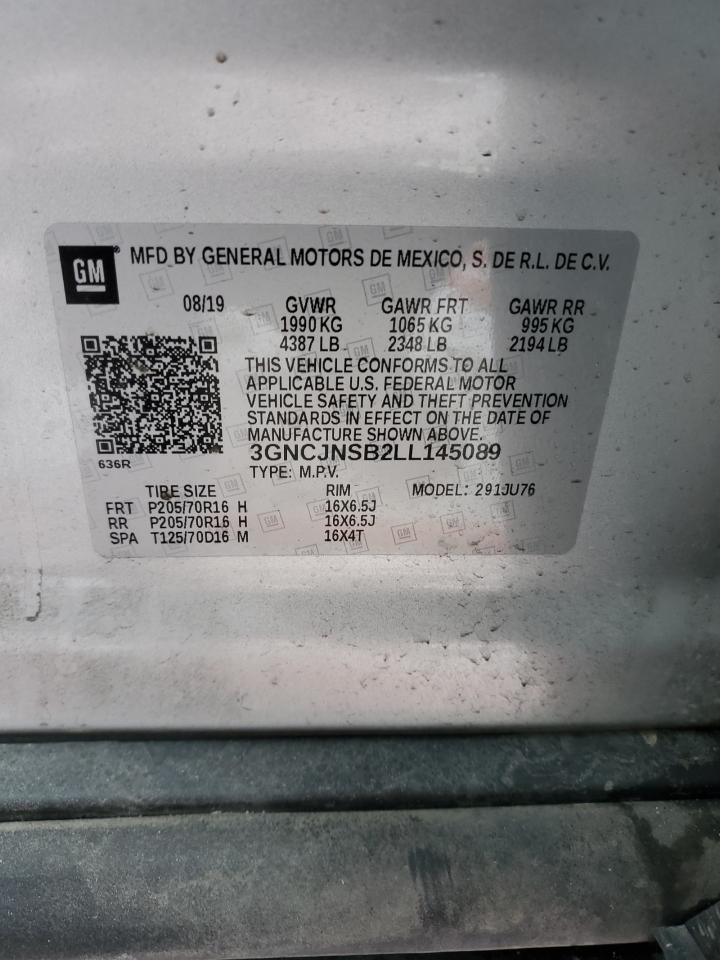 GM® MFD BY GENERAL MOTORS DE MEXICO, S. DE R.L. DE C.V.
08/19 GVWR GAWR FRT GAWR RR
1990 KG 1065 KG 995 KG
4387 LB 2348 LB 2194 LB
THIS VEHICLE CONFORMS TO ALL
APPLICABLE U.S. FEDERAL MOTOR
VEHICLE SAFETY AND THEFT PREVENTION
STANDARDS IN EFFECT ON THE DATE OF
MANUFACTURE SHOWN ABOVE.
636R 3GNCJNSB2LL145089
TYPE: M.P.V.
TIRE SIZE RIM MODEL: 291JU76
FRT P205/70R16 H 16X6.5J
RR P205/70R16 H 16X6.5J
SPA T125/70D16 M 16X4T